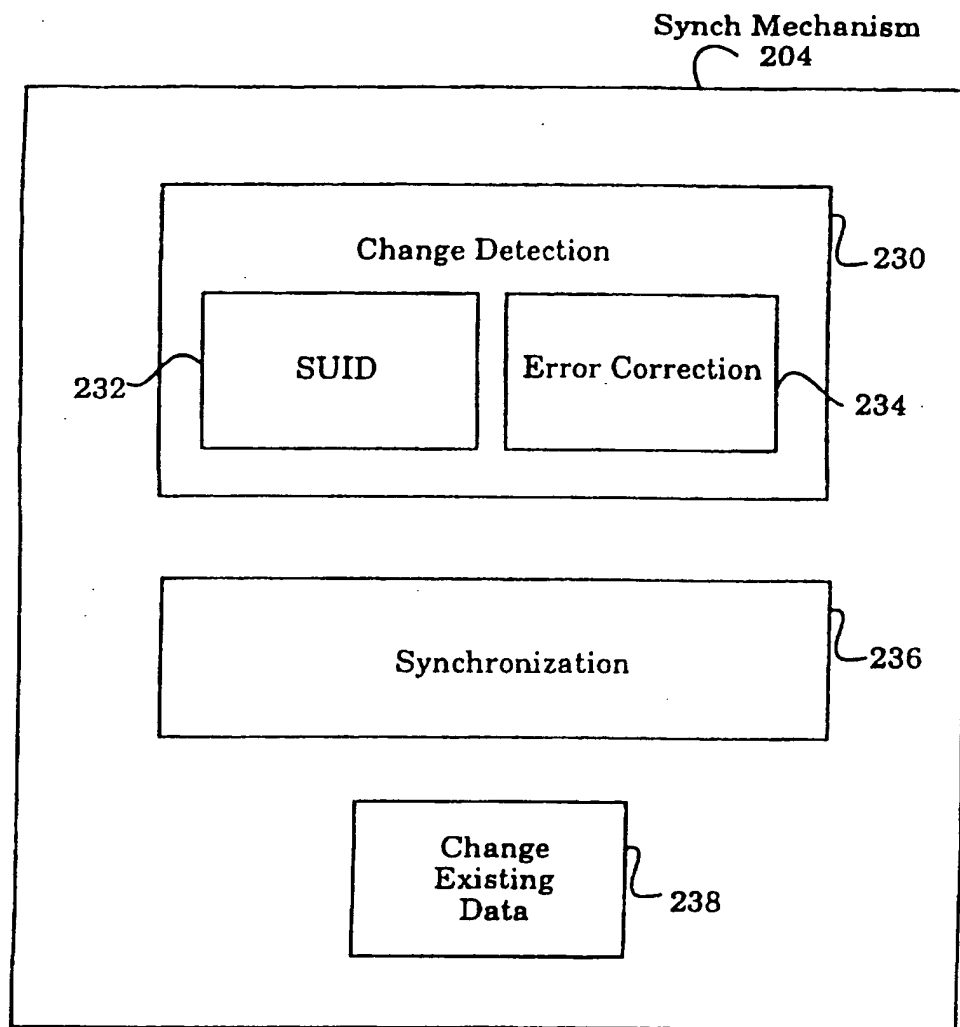 Synch Mechanism
204
Change Detection
230
SUID
Error Correction
232
234
Synchronization
236
Change
Existing
Data
238